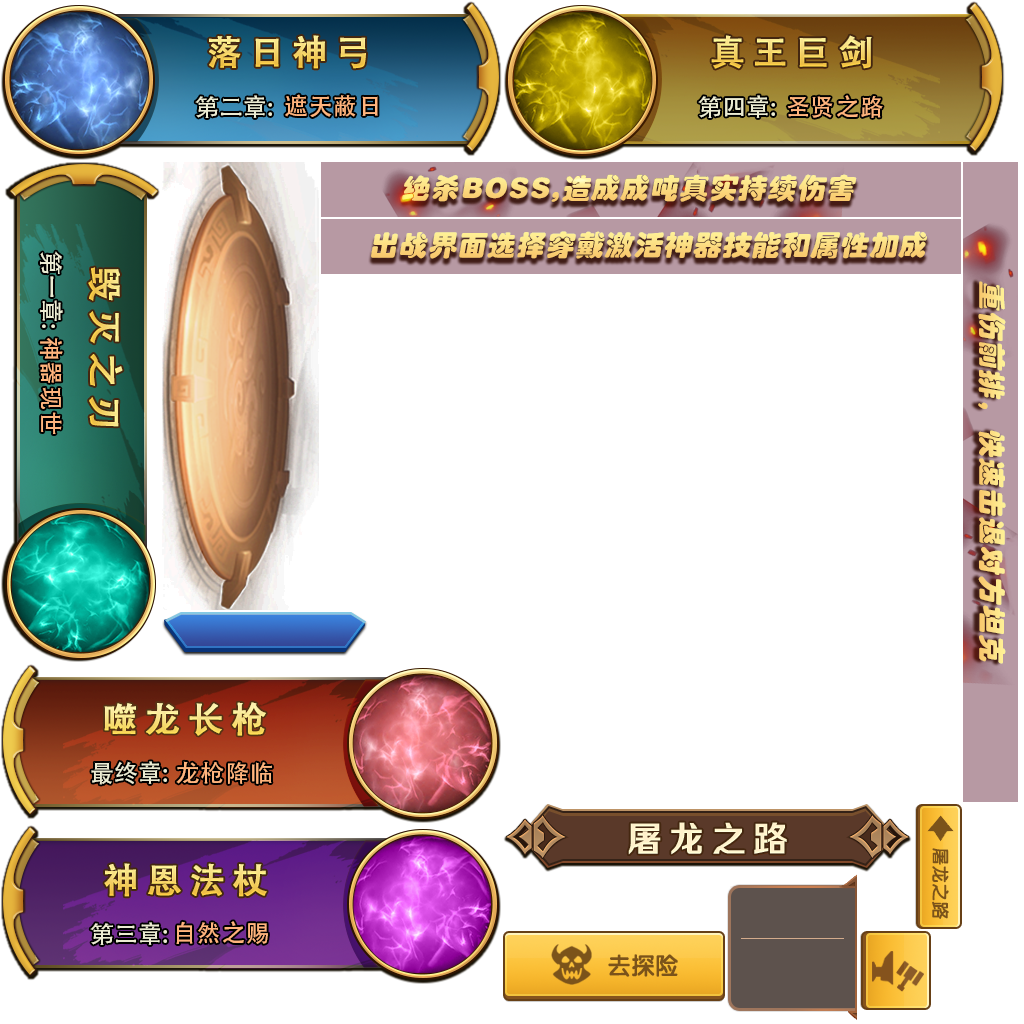 落日神弓
第二章: 遮天蔽日
真王巨剑
第四章: 圣贤之路
绝杀BOSS,造成成吨真实持续伤害
出战界面选择穿戴激活神器技能和属性加成
重伤前排，快速击退对方坦克
毁灭之刃
第一章: 神器现世
噬龙长枪
最终章: 龙枪降临
神恩法杖
第三章: 自然之赐
屠龙之路
屠龙之路
去探险